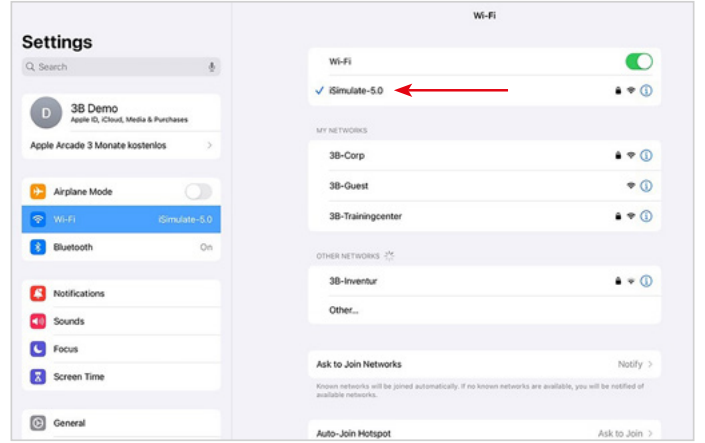 Settings
Search
D
3B Demo
Apple ID, iCloud, Media & Purchases
Apple Arcade 3 Monate kostenlos
Airplane Mode
Wi-Fi iSimulate-5.0
Bluetooth On
Notifications
Sounds
Focus
Screen Time
General
Wi-Fi
Wi-Fi
iSimulate-5.0
MY NETWORKS
3B-Corp
3B-Guest
3B-Trainingcenter
OTHER NETWORKS
3B-Inventur
Other...
Ask to Join Networks Notify
Known networks will be joined automatically. If no known networks are available, you will be notified of
available networks.
Auto-Join Hotspot Ask to Join